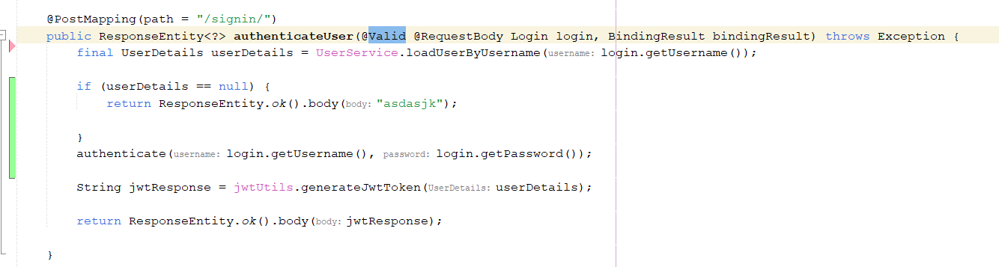 @PostMapping(path = "/signin/")
public ResponseEntity<?> authenticateUser(@Valid @RequestBody Login login, BindingResult bindingResult) throws Exception {
final UserDetails userDetails = UserService.loadUserByUsername(username: login.getUsername());
if (userDetails == null) {
return ResponseEntity.ok().body(body: "asdasjk");
}
authenticate(username: login.getUsername(), password: login.getPassword());
String jwtResponse = jwtUtils.generateJwtToken(UserDetails: userDetails);
return ResponseEntity.ok().body(body: jwtResponse);
}